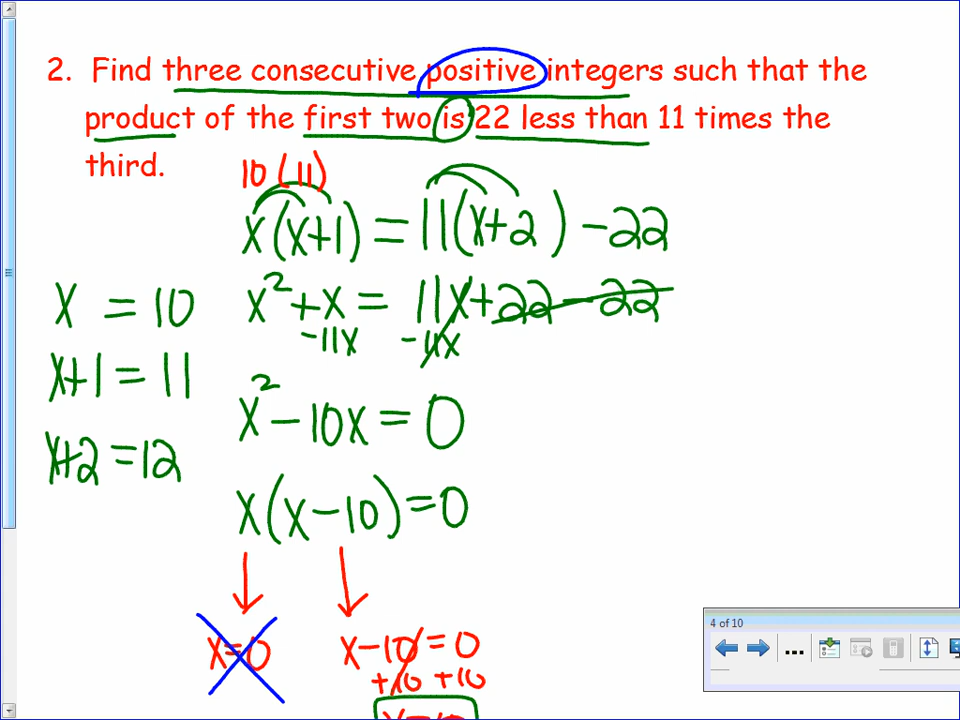 2. Find three consecutive positive integers such that the
product of the first two is 22 less than 11 times the
third.
10(11)
x(x+1) = 11(x+2) -22
x² + x = 11x + 22 - 22
-11x -11x
x² - 10x = 0
x(x-10) = 0
x=0
x-10 = 0
+10 +10
x = 10
x+1 = 11
x+2 = 12
4 of 10
...